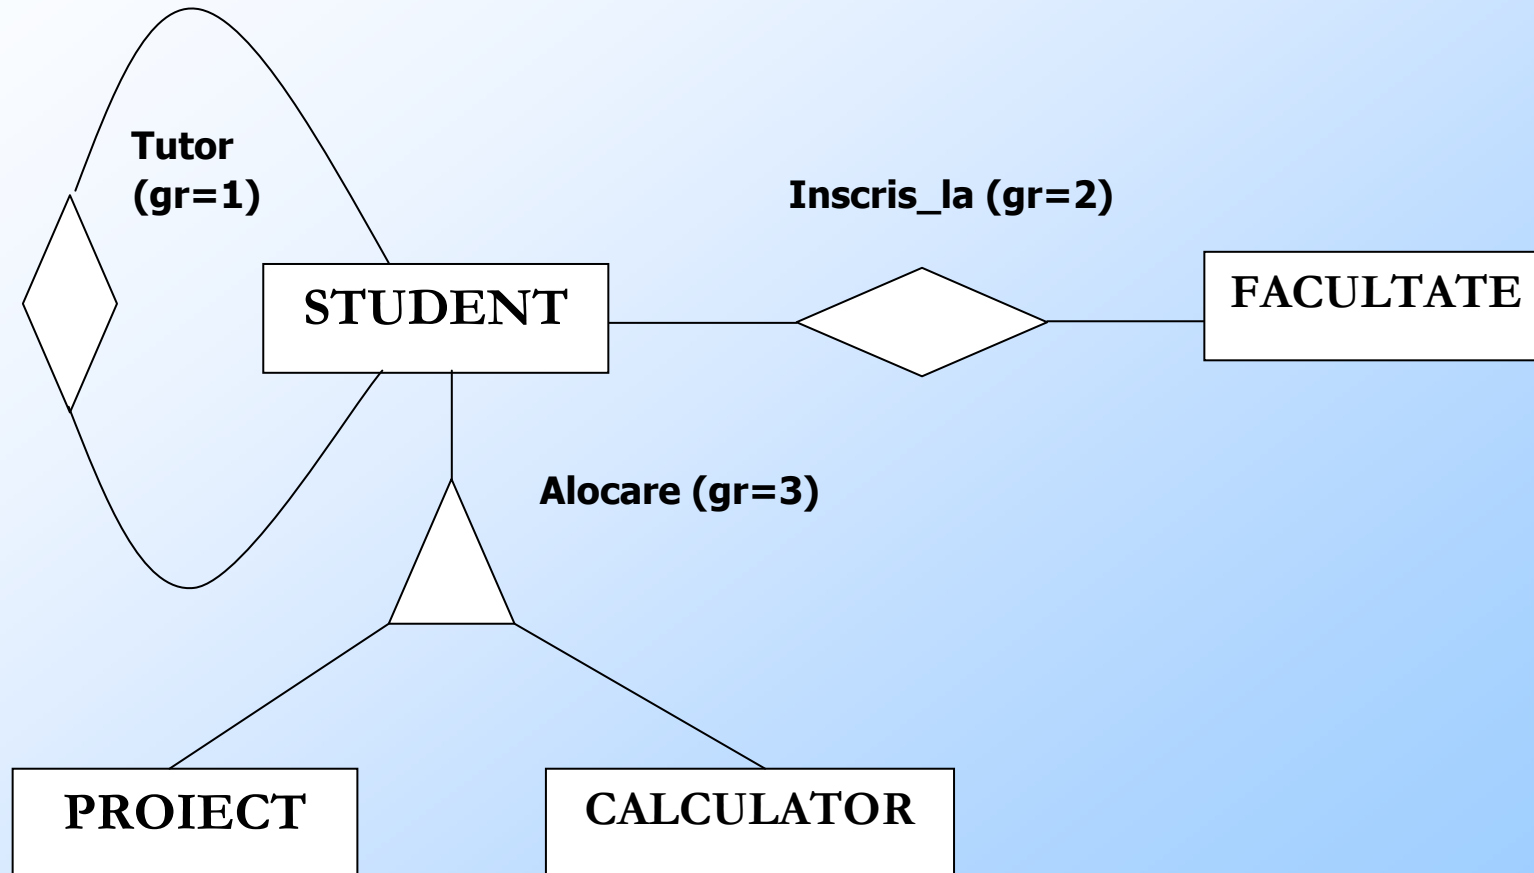 Tutor
(gr=1)
Inscris_la (gr=2)
STUDENT
FACULTATE
Alocare (gr=3)
PROIECT
CALCULATOR